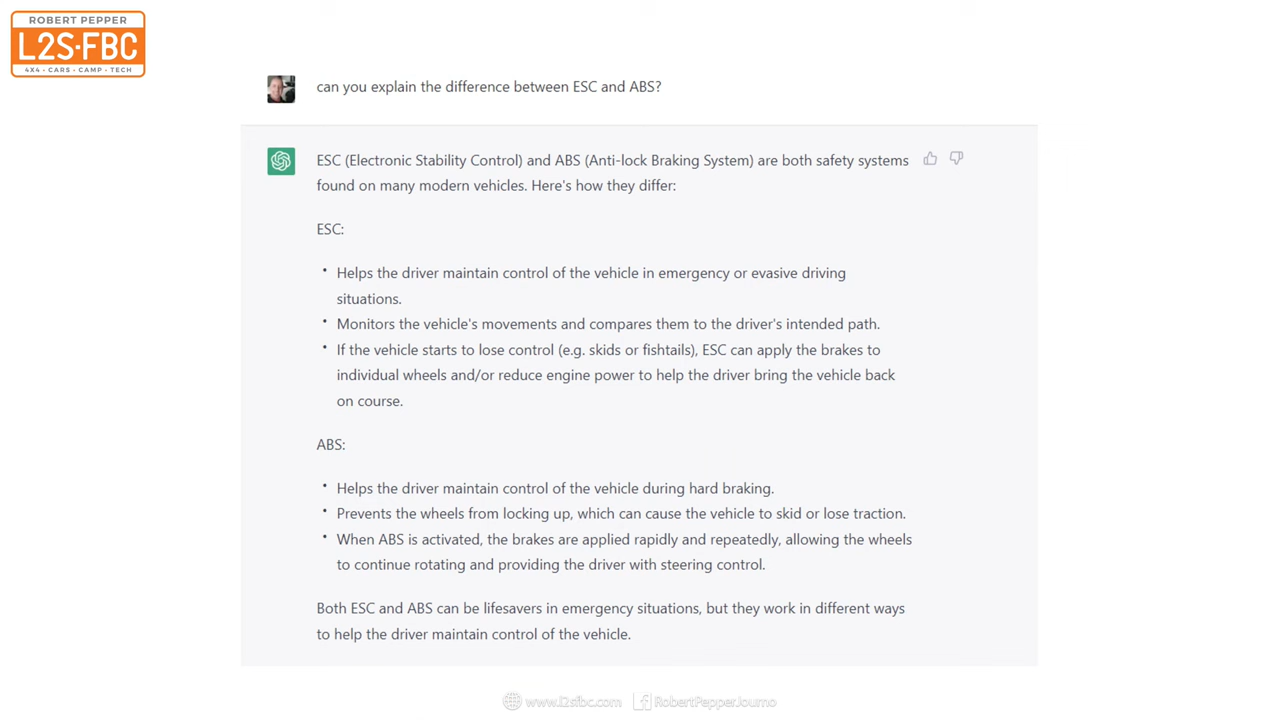 ROBERT PEPPER
L2S·FBC
4X4 • CARS • CAMP • TECH
can you explain the difference between ESC and ABS?
ESC (Electronic Stability Control) and ABS (Anti-lock Braking System) are both safety systems
found on many modern vehicles. Here's how they differ:
ESC:
• Helps the driver maintain control of the vehicle in emergency or evasive driving
situations.
• Monitors the vehicle's movements and compares them to the driver's intended path.
• If the vehicle starts to lose control (e.g. skids or fishtails), ESC can apply the brakes to
individual wheels and/or reduce engine power to help the driver bring the vehicle back
on course.
ABS:
• Helps the driver maintain control of the vehicle during hard braking.
• Prevents the wheels from locking up, which can cause the vehicle to skid or lose traction.
• When ABS is activated, the brakes are applied rapidly and repeatedly, allowing the wheels
to continue rotating and providing the driver with steering control.
Both ESC and ABS can be lifesavers in emergency situations, but they work in different ways
to help the driver maintain control of the vehicle.
www.l2sfbc.com f RobertPepperJourno